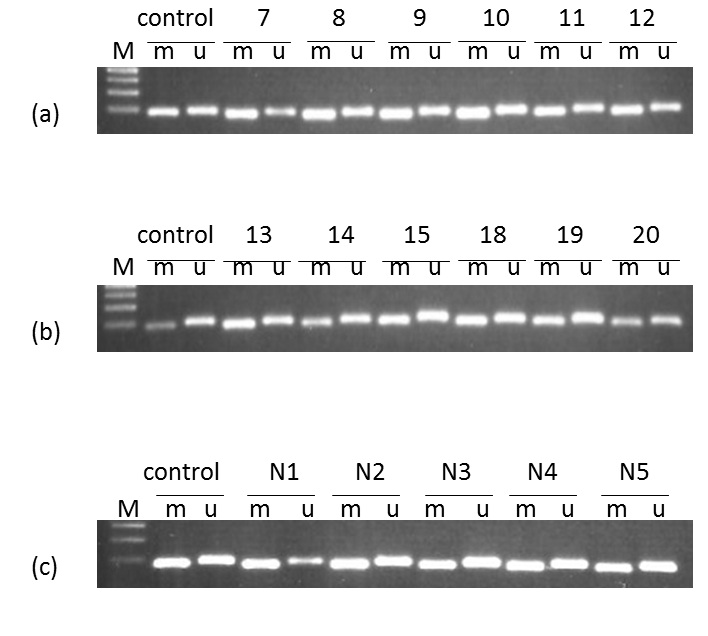 control 7 8 9 10 11 12
M m u m u m u m u m u m u m u
(a)
control 13 14 15 18 19 20
M m u m u m u m u m u m u m u
(b)
control N1 N2 N3 N4 N5
M m u m u m u m u m u m u
(c)